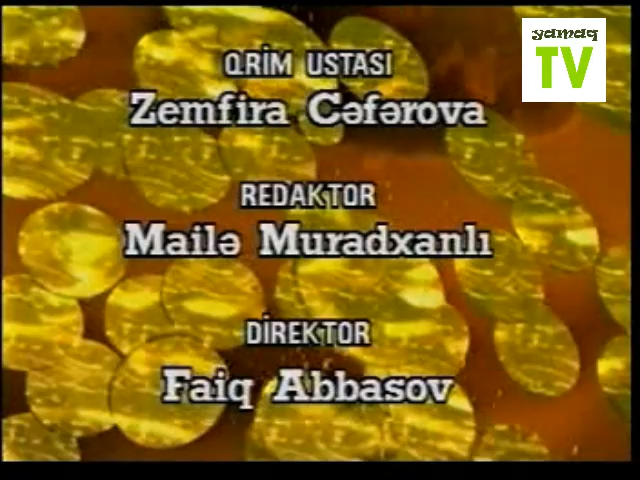 yamaq
TV
QRİM USTASI
Zemfira Cəfərova
REDAKTOR
Mailə Muradxanlı
DİREKTOR
Faiq Abbasov